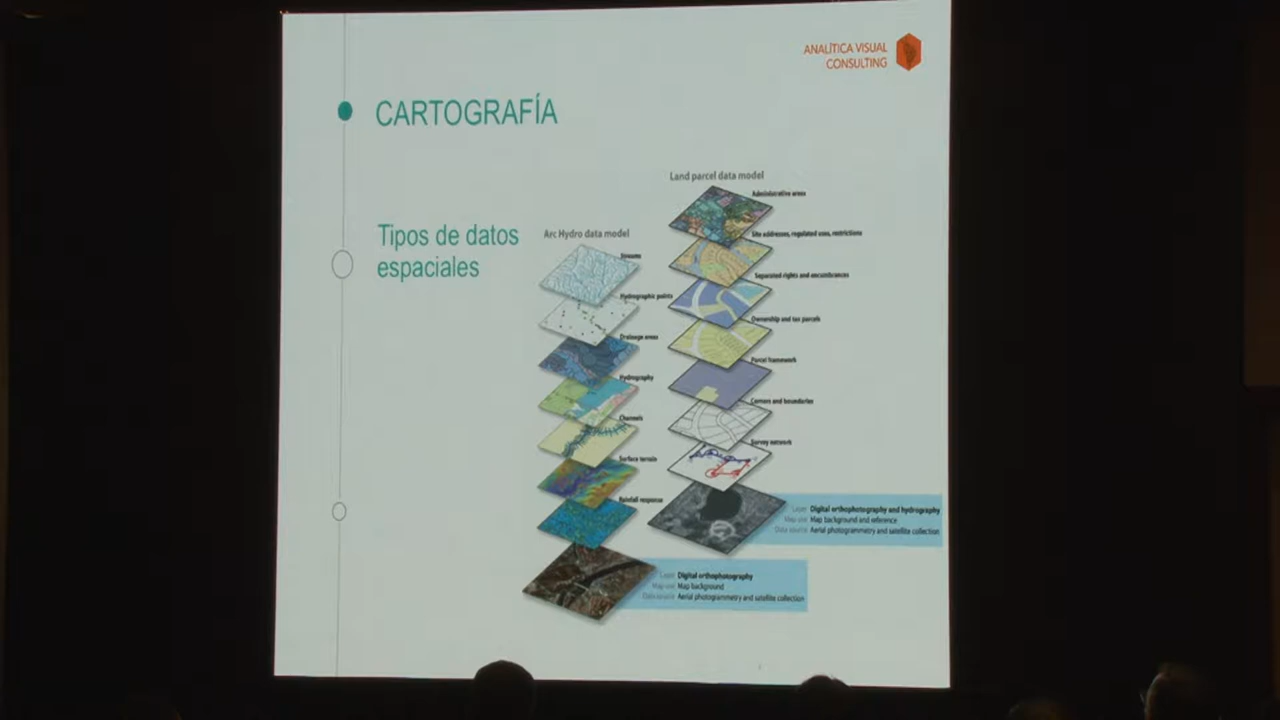 ANALÍTICA VISUAL
CONSULTING
CARTOGRAFÍA
Tipos de datos
espaciales
Arc Hydro data model
Streams
Hydrographic points
Drainage areas
Hydrography
Channels
Surface terrain
Rainfall response
Layer Digital orthophotography
Map use Map background
Data source Aerial photogrammetry and satellite collection
Land parcel data model
Administrative areas
Site addresses, regulated uses, restrictions
Separated rights and encumbrances
Ownership and tax parcels
Parcel framework
Corners and boundaries
Survey network
Layer Digital orthophotography and hydrography
Map use Map background and reference
Data source Aerial photogrammetry and satellite collection